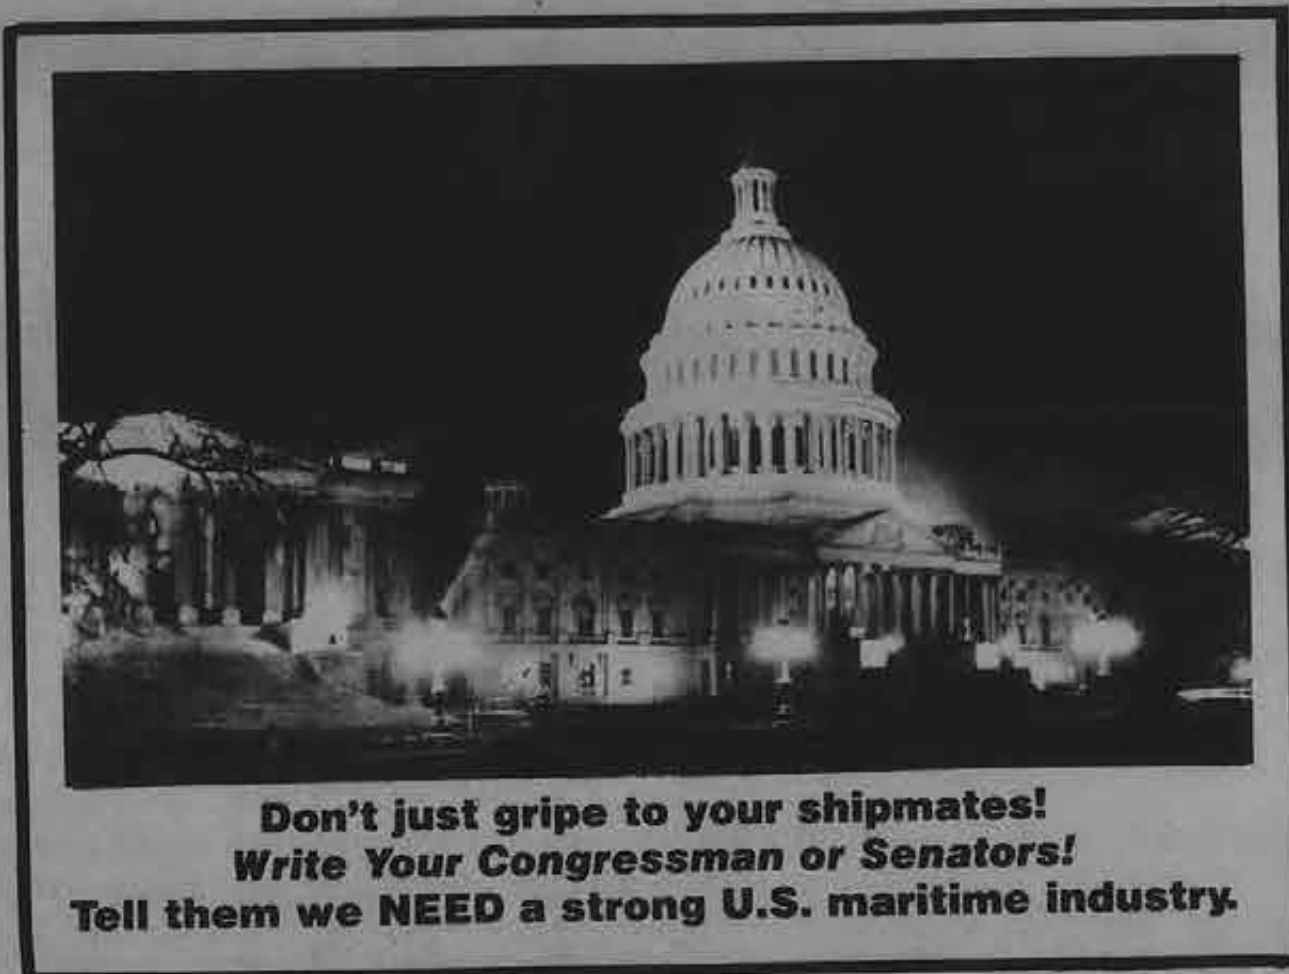 Don't just gripe to your shipmates!
Write Your Congressman or Senators!
Tell them we NEED a strong U.S. maritime industry.